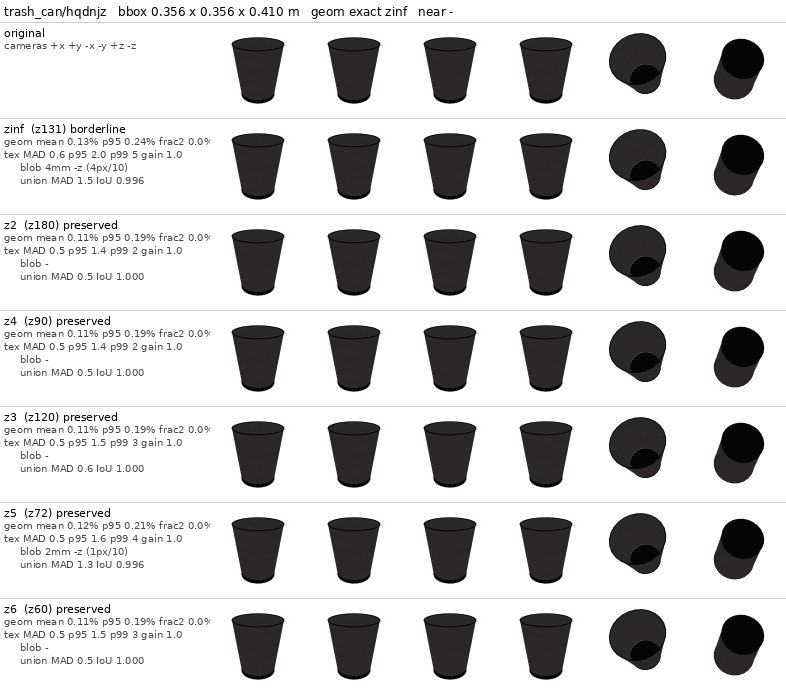 trash_can/hqdnjz   bbox 0.356 x 0.356 x 0.410 m   geom exact zinf   near -
original
cameras +x +y -x -y +z -z
zinf  (z131) borderline
geom mean 0.13% p95 0.24% frac2 0.0%
tex MAD 0.6 p95 2.0 p99 5 gain 1.0
blob 4mm -z (4px/10)
union MAD 1.5 IoU 0.996
z2  (z180) preserved
geom mean 0.11% p95 0.19% frac2 0.0%
tex MAD 0.5 p95 1.4 p99 2 gain 1.0
blob -
union MAD 0.5 IoU 1.000
z4  (z90) preserved
geom mean 0.11% p95 0.19% frac2 0.0%
tex MAD 0.5 p95 1.4 p99 2 gain 1.0
blob -
union MAD 0.5 IoU 1.000
z3  (z120) preserved
geom mean 0.11% p95 0.19% frac2 0.0%
tex MAD 0.5 p95 1.5 p99 3 gain 1.0
blob -
union MAD 0.6 IoU 1.000
z5  (z72) preserved
geom mean 0.12% p95 0.21% frac2 0.0%
tex MAD 0.5 p95 1.6 p99 4 gain 1.0
blob 2mm -z (1px/10)
union MAD 1.3 IoU 0.996
z6  (z60) preserved
geom mean 0.11% p95 0.19% frac2 0.0%
tex MAD 0.5 p95 1.5 p99 3 gain 1.0
blob -
union MAD 0.5 IoU 1.000